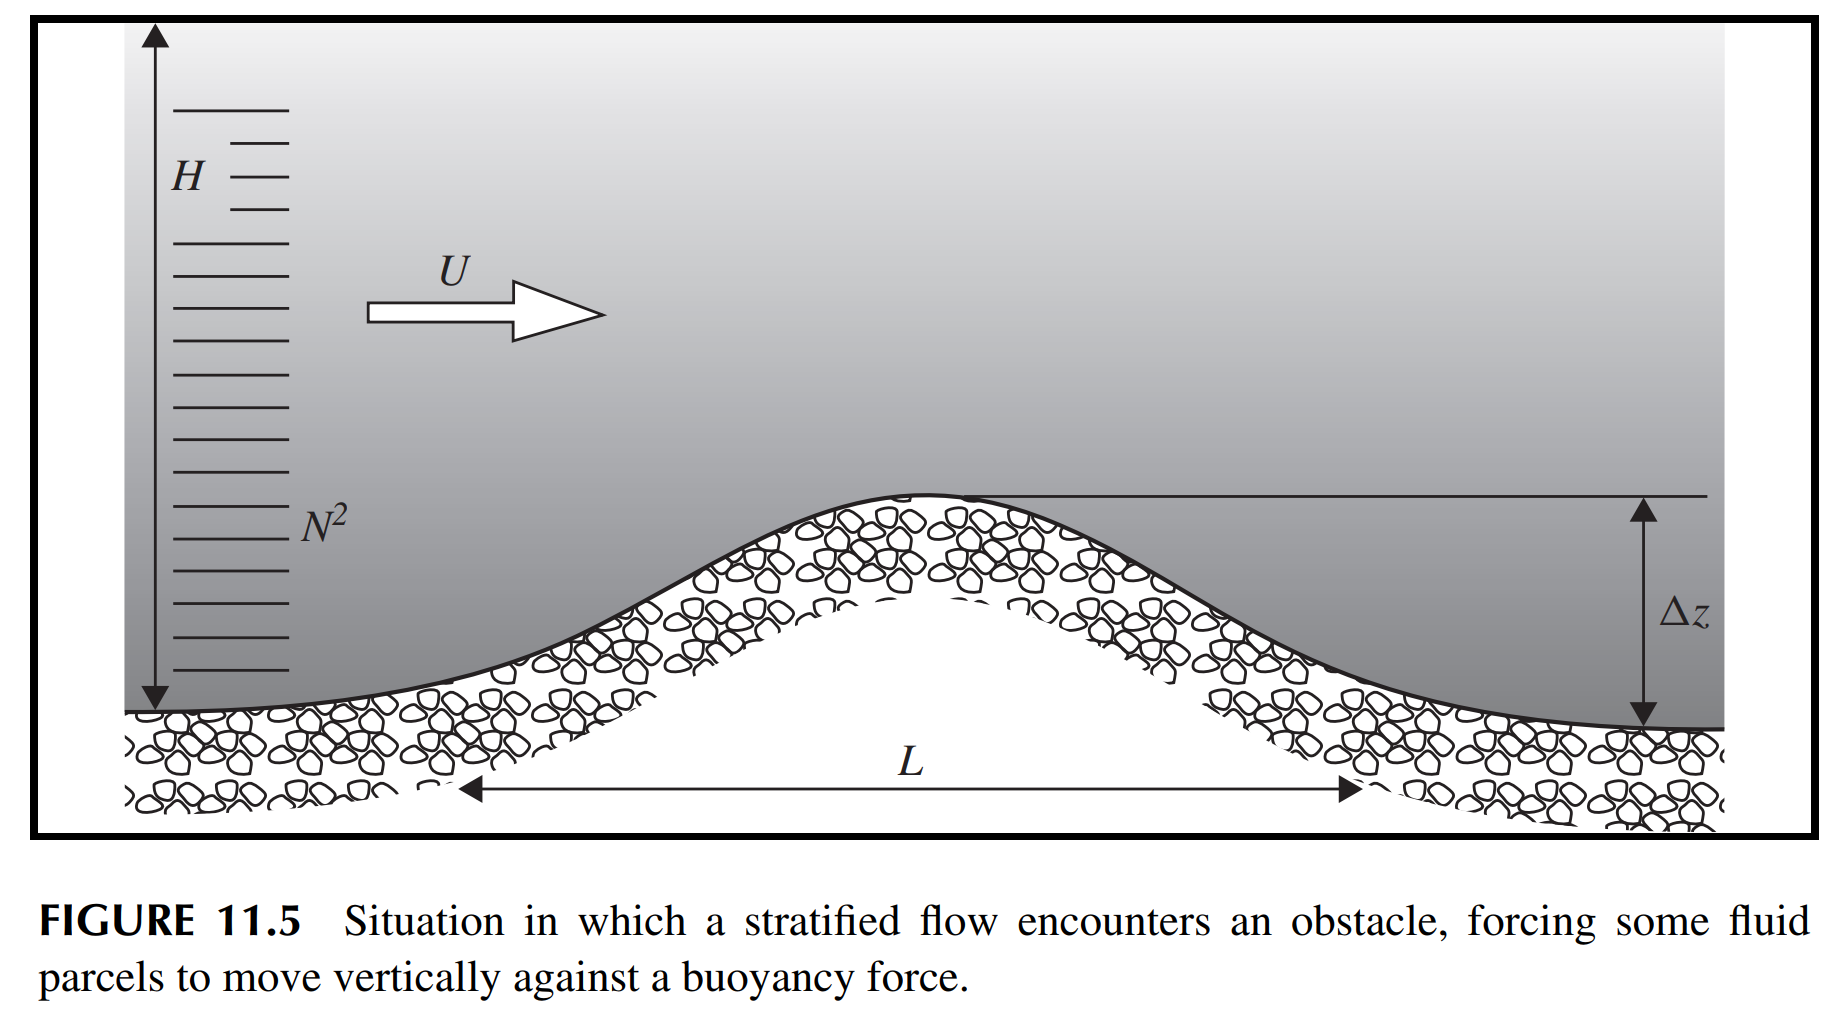 H
U
N²
Δz
L
FIGURE 11.5 Situation in which a stratified flow encounters an obstacle, forcing some fluid
parcels to move vertically against a buoyancy force.